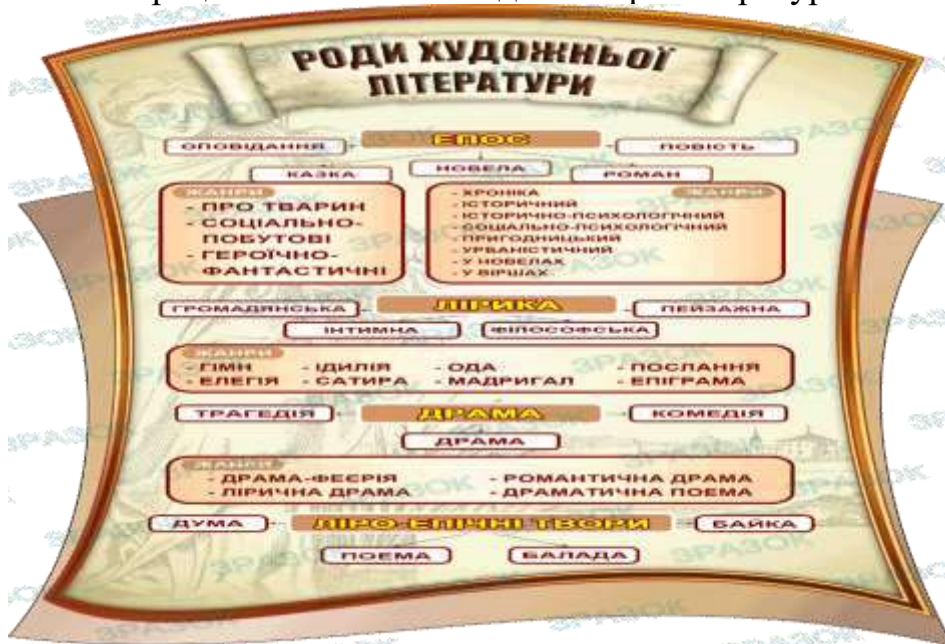 РОДИ ХУДОЖНЬОЇ
ЛІТЕРАТУРИ
ЕПОС
ОПОВІДАННЯ
ПОВІСТЬ
КАЗКА
НОВЕЛА
РОМАН
ЖАНРИ
- ПРО ТВАРИН
- СОЦІАЛЬНО-
ПОБУТОВІ
- ГЕРОЇЧНО-
ФАНТАСТИЧНІ
ЖАНРИ
- ХРОНІКА
- ІСТОРИЧНИЙ
- ІСТОРИЧНО-ПСИХОЛОГІЧНИЙ
- СОЦІАЛЬНО-ПСИХОЛОГІЧНИЙ
- ПРИГОДНИЦЬКИЙ
- УРБАНІСТИЧНИЙ
- У НОВЕЛАХ
- У ВІРШАХ
ЛІРИКА
ГРОМАДЯНСЬКА
ПЕЙЗАЖНА
ІНТИМНА
ФІЛОСОФСЬКА
ЖАНРИ
- ГІМН - ІДИЛІЯ - ОДА - ПОСЛАННЯ
- ЕЛЕГІЯ - САТИРА - МАДРИГАЛ - ЕПІГРАМА
ТРАГЕДІЯ ДРАМА КОМЕДІЯ
ДРАМА
ЖАНРИ
- ДРАМА-ФЕЄРІЯ - РОМАНТИЧНА ДРАМА
- ЛІРИЧНА ДРАМА - ДРАМАТИЧНА ПОЕМА
ДУМА ЛІРО-ЕПІЧНІ ТВОРИ БАЙКА
ПОЕМА БАЛАДА
ЗРАЗОК